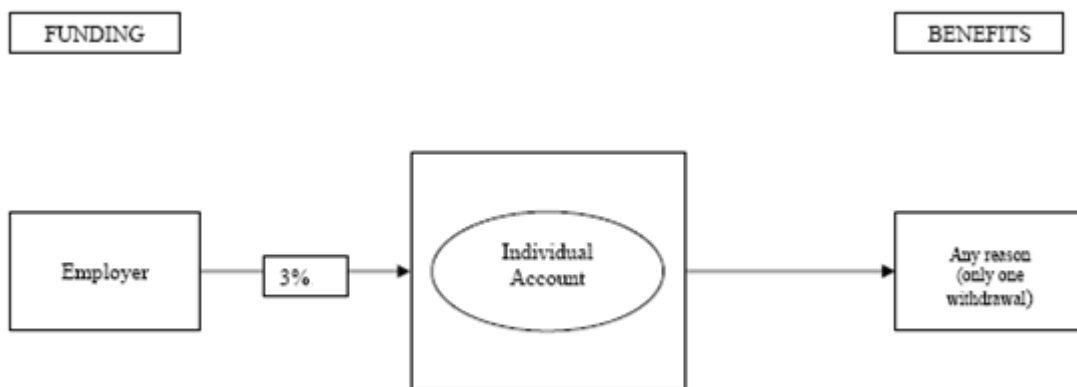 FUNDING
BENEFITS
Employer
3%
Individual
Account
Any reason
(only one
withdrawal)